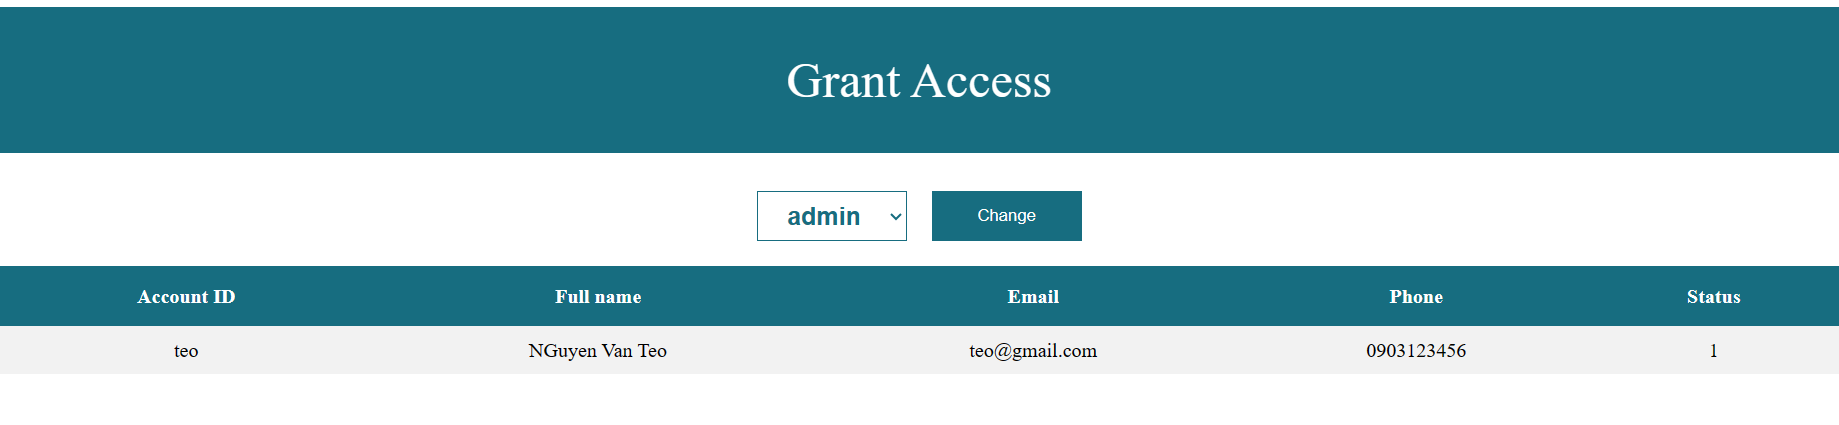 Grant Access
admin Change
Account ID Full name Email Phone Status
teo NGuyen Van Teo teo@gmail.com 0903123456 1